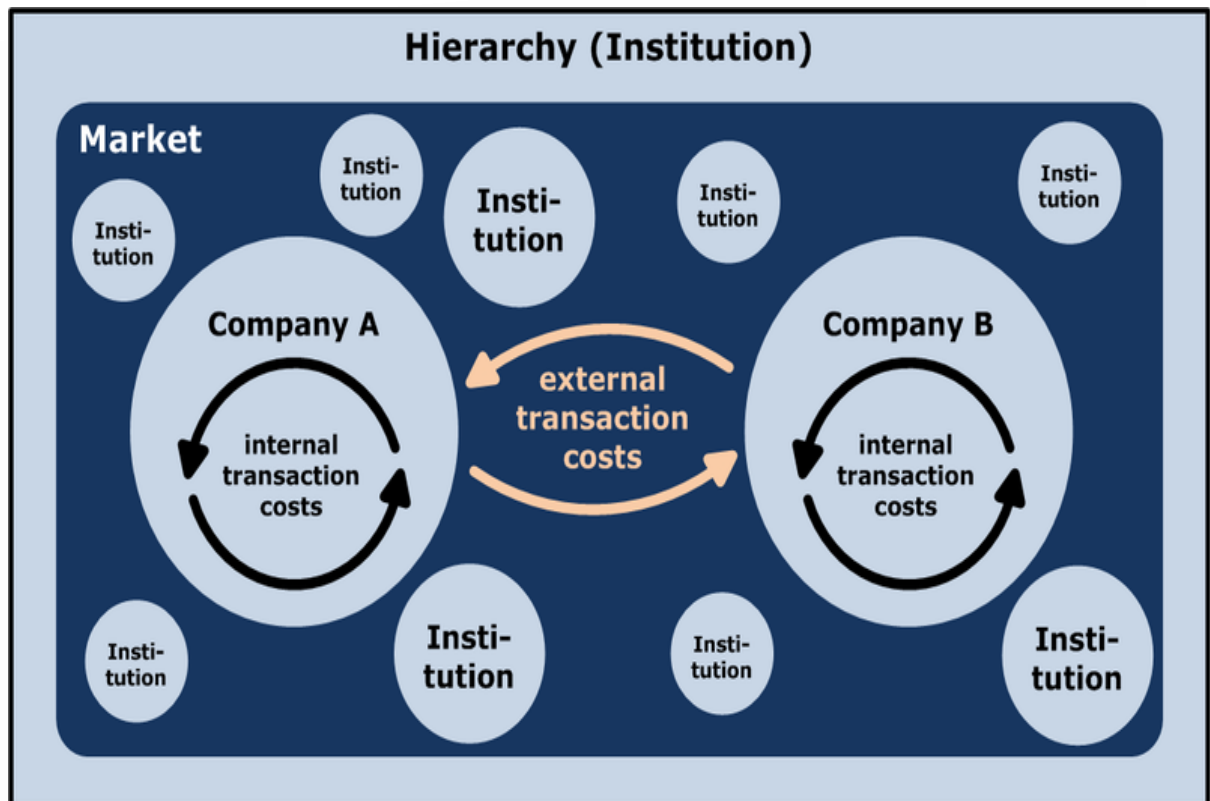 Hierarchy (Institution)
Market
Insti-
tution
Insti-
tution
Insti-
tution
Insti-
tution
Insti-
tution
Company A
internal
transaction
costs
external
transaction
costs
Company B
internal
transaction
costs
Insti-
tution
Insti-
tution
Insti-
tution
Insti-
tution